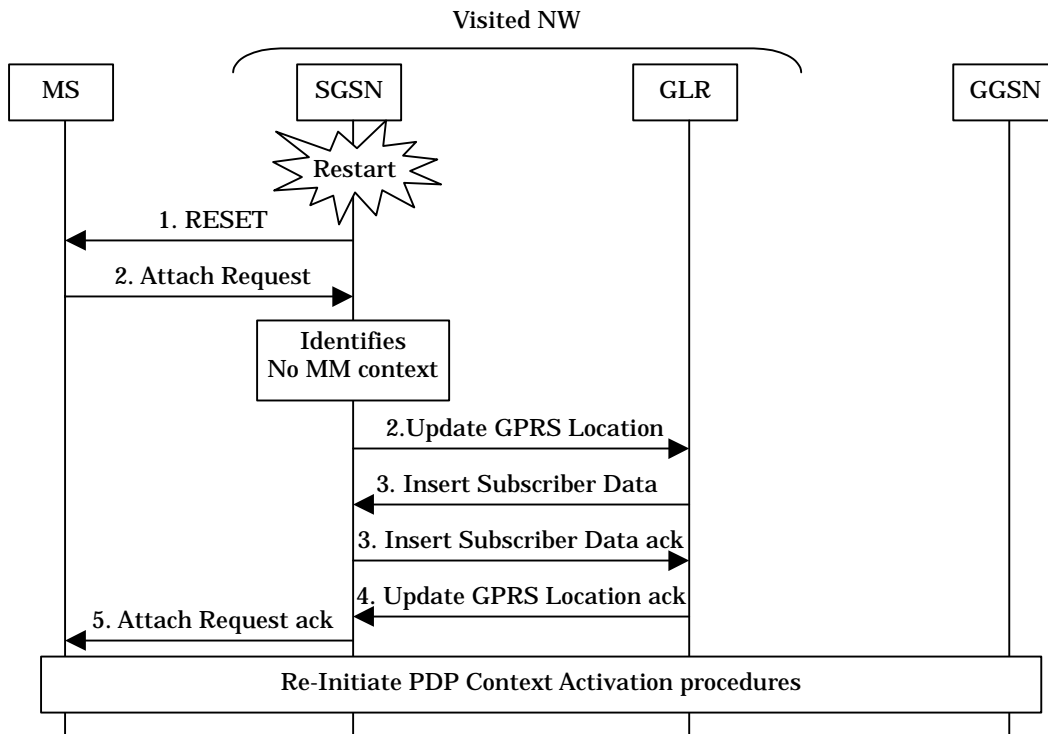 Visited NW
MS
SGSN
GLR
GGSN
Restart
1. RESET
2. Attach Request
Identifies
No MM context
2.Update GPRS Location
3. Insert Subscriber Data
3. Insert Subscriber Data ack
4. Update GPRS Location ack
5. Attach Request ack
Re-Initiate PDP Context Activation procedures